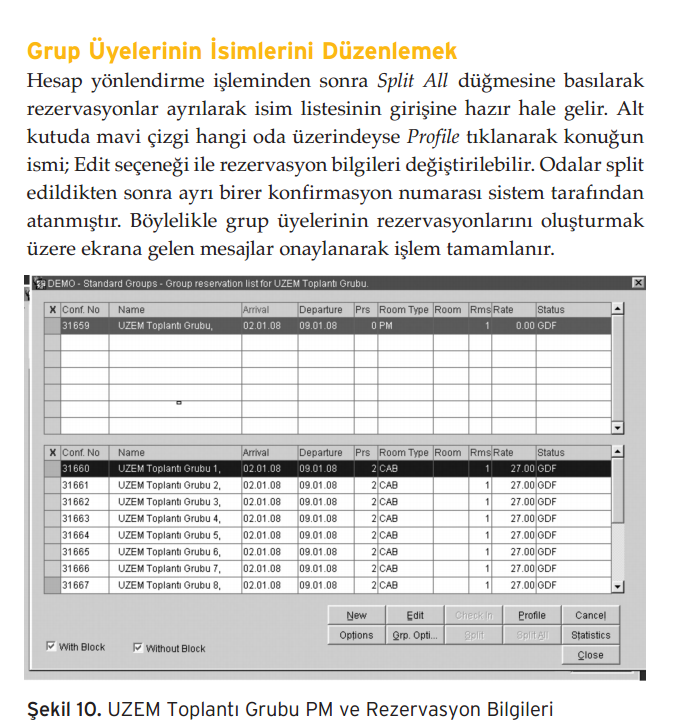 Grup Üyelerinin İsimlerini Düzenlemek
Hesap yönlendirme işleminden sonra Split All düğmesine basılarak
rezervasyonlar ayrılarak isim listesinin girişine hazır hale gelir. Alt
kutuda mavi çizgi hangi oda üzerindeyse Profile tıklanarak konuğun
ismi; Edit seçeneği ile rezervasyon bilgileri değiştirilebilir. Odalar split
edildikten sonra ayrı birer konfirmasyon numarası sistem tarafından
atanmıştır. Böylelikle grup üyelerinin rezervasyonlarını oluşturmak
üzere ekrana gelen mesajlar onaylanarak işlem tamamlanır.
DEMO - Standard Groups - Group reservation list for UZEM Toplantı Grubu.
X Conf. No Name Arrival Departure Prs Room Type Room Rms Rate Status
31659 UZEM Toplantı Grubu, 02.01.08 09.01.08 0 PM 1 0.00 GDF
X Conf. No Name Arrival Departure Prs Room Type Room Rms Rate Status
31660 UZEM Toplantı Grubu 1, 02.01.08 09.01.08 2 CAB 1 27.00 GDF
31661 UZEM Toplantı Grubu 2, 02.01.08 09.01.08 2 CAB 1 27.00 GDF
31662 UZEM Toplantı Grubu 3, 02.01.08 09.01.08 2 CAB 1 27.00 GDF
31663 UZEM Toplantı Grubu 4, 02.01.08 09.01.08 2 CAB 1 27.00 GDF
31664 UZEM Toplantı Grubu 5, 02.01.08 09.01.08 2 CAB 1 27.00 GDF
31665 UZEM Toplantı Grubu 6, 02.01.08 09.01.08 2 CAB 1 27.00 GDF
31666 UZEM Toplantı Grubu 7, 02.01.08 09.01.08 2 CAB 1 27.00 GDF
31667 UZEM Toplantı Grubu 8, 02.01.08 09.01.08 2 CAB 1 27.00 GDF
New Edit Check In Profile Cancel
Options Grp. Opti... Split Split All Statistics
With Block Without Block
Close
Şekil 10. UZEM Toplantı Grubu PM ve Rezervasyon Bilgileri